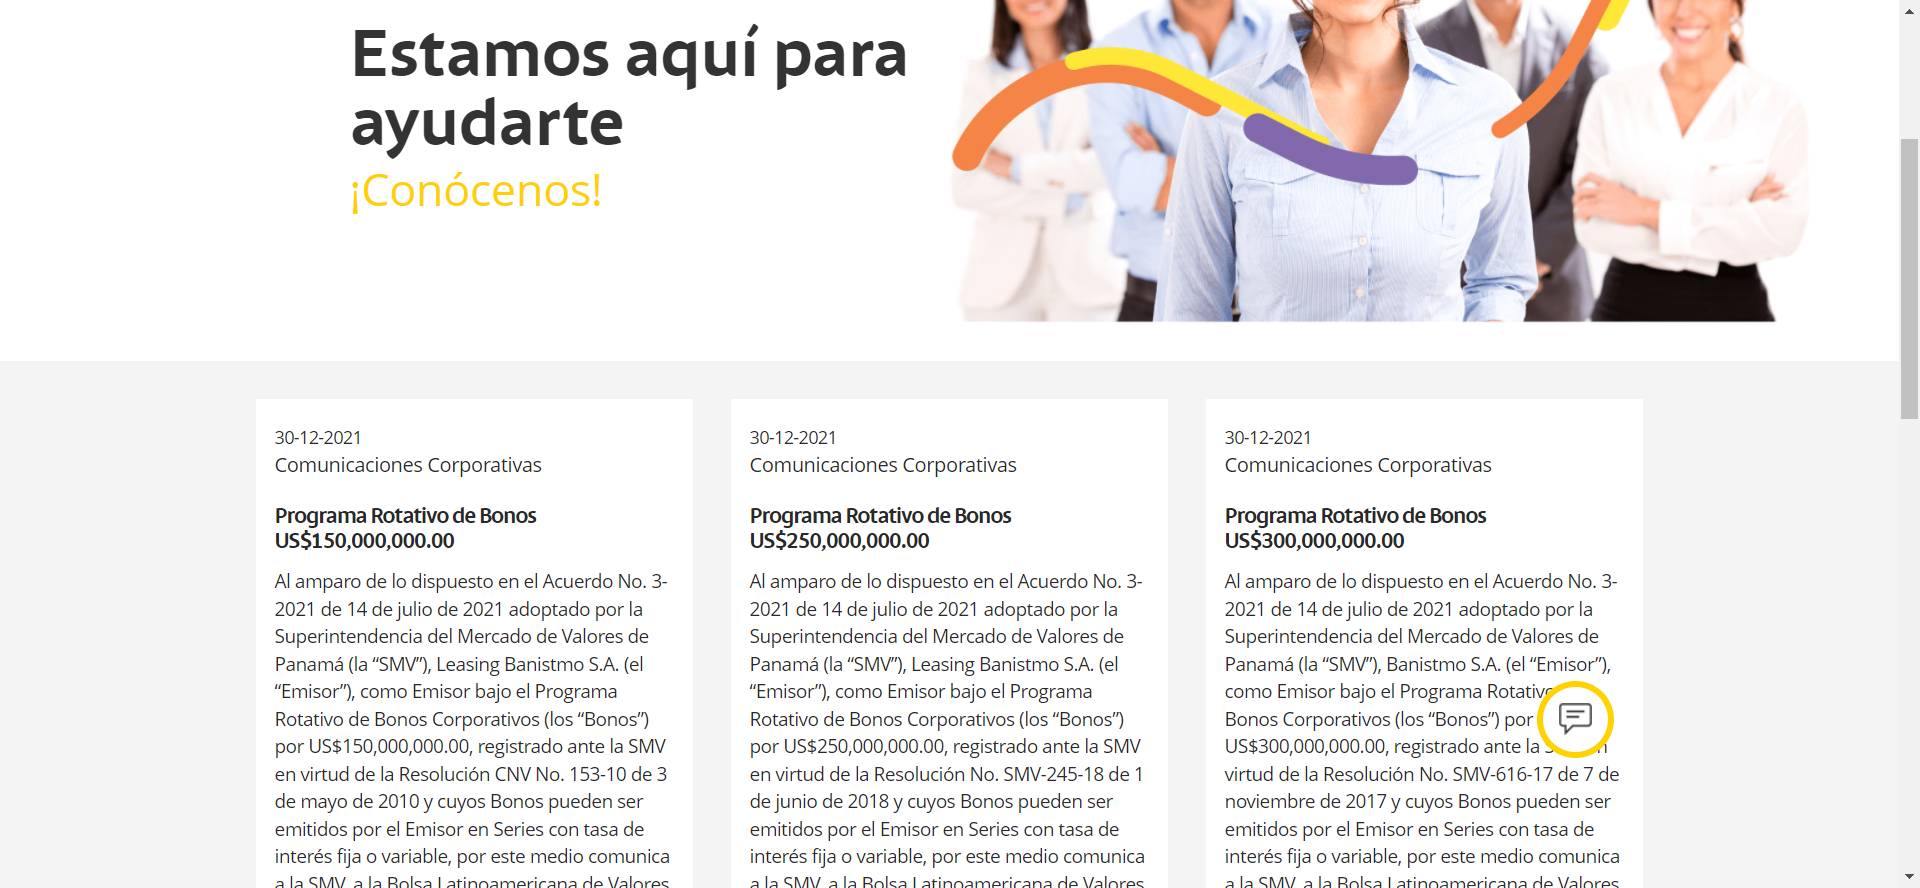 Estamos aquí para
ayudarte
¡Conócenos!
30-12-2021
Comunicaciones Corporativas
Programa Rotativo de Bonos
US$150,000,000.00
Al amparo de lo dispuesto en el Acuerdo No. 3-
2021 de 14 de julio de 2021 adoptado por la
Superintendencia del Mercado de Valores de
Panamá (la “SMV”), Leasing Banistmo S.A. (el
“Emisor”), como Emisor bajo el Programa
Rotativo de Bonos Corporativos (los “Bonos”)
por US$150,000,000.00, registrado ante la SMV
en virtud de la Resolución CNV No. 153-10 de 3
de mayo de 2010 y cuyos Bonos pueden ser
emitidos por el Emisor en Series con tasa de
interés fija o variable, por este medio comunica
a la SMV, a la Bolsa Latinoamericana de Valores
30-12-2021
Comunicaciones Corporativas
Programa Rotativo de Bonos
US$250,000,000.00
Al amparo de lo dispuesto en el Acuerdo No. 3-
2021 de 14 de julio de 2021 adoptado por la
Superintendencia del Mercado de Valores de
Panamá (la “SMV”), Leasing Banistmo S.A. (el
“Emisor”), como Emisor bajo el Programa
Rotativo de Bonos Corporativos (los “Bonos”)
por US$250,000,000.00, registrado ante la SMV
en virtud de la Resolución No. SMV-245-18 de 1
de junio de 2018 y cuyos Bonos pueden ser
emitidos por el Emisor en Series con tasa de
interés fija o variable, por este medio comunica
a la SMV, a la Bolsa Latinoamericana de Valores
30-12-2021
Comunicaciones Corporativas
Programa Rotativo de Bonos
US$300,000,000.00
Al amparo de lo dispuesto en el Acuerdo No. 3-
2021 de 14 de julio de 2021 adoptado por la
Superintendencia del Mercado de Valores de
Panamá (la “SMV”), Banistmo S.A. (el “Emisor”),
como Emisor bajo el Programa Rotativo
Bonos Corporativos (los “Bonos”) por
US$300,000,000.00, registrado ante la
virtud de la Resolución No. SMV-616-17 de 7 de
noviembre de 2017 y cuyos Bonos pueden ser
emitidos por el Emisor en Series con tasa de
interés fija o variable, por este medio comunica
a la SMV, a la Bolsa Latinoamericana de Valores